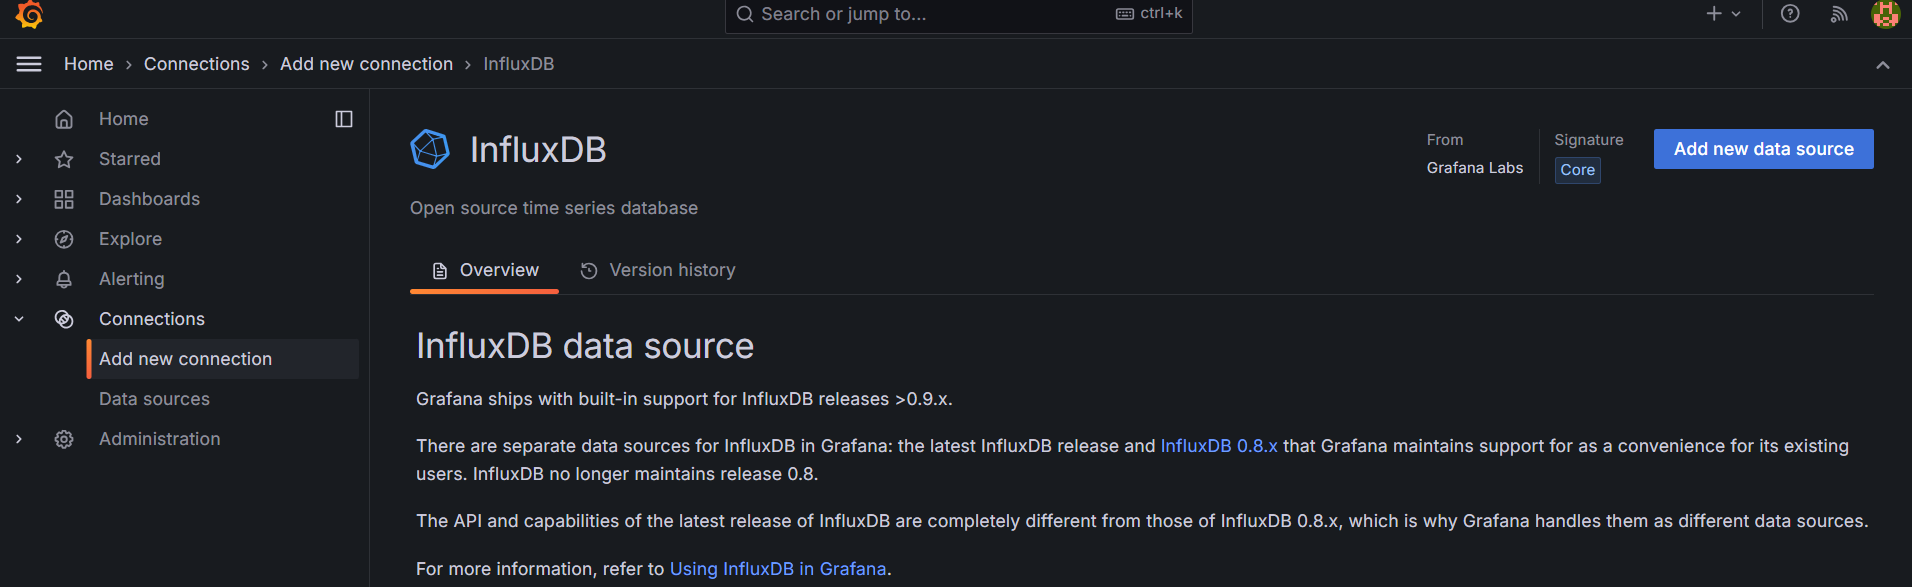 Search or jump to... ctrl+k
Home › Connections › Add new connection › InfluxDB
Home
Starred
Dashboards
Explore
Alerting
Connections
Add new connection
Data sources
Administration
InfluxDB
Open source time series database
From
Grafana Labs
Signature
Core
Add new data source
Overview
Version history
InfluxDB data source
Grafana ships with built-in support for InfluxDB releases >0.9.x.
There are separate data sources for InfluxDB in Grafana: the latest InfluxDB release and InfluxDB 0.8.x that Grafana maintains support for as a convenience for its existing
users. InfluxDB no longer maintains release 0.8.
The API and capabilities of the latest release of InfluxDB are completely different from those of InfluxDB 0.8.x, which is why Grafana handles them as different data sources.
For more information, refer to Using InfluxDB in Grafana.